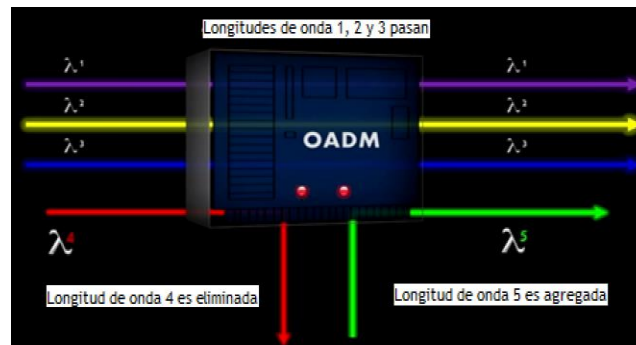 Longitudes de onda 1, 2 y 3 pasan
λ¹ λ¹
λ² λ²
λ³ λ³
OADM
λ4 λ5
Longitud de onda 4 es eliminada
Longitud de onda 5 es agregada